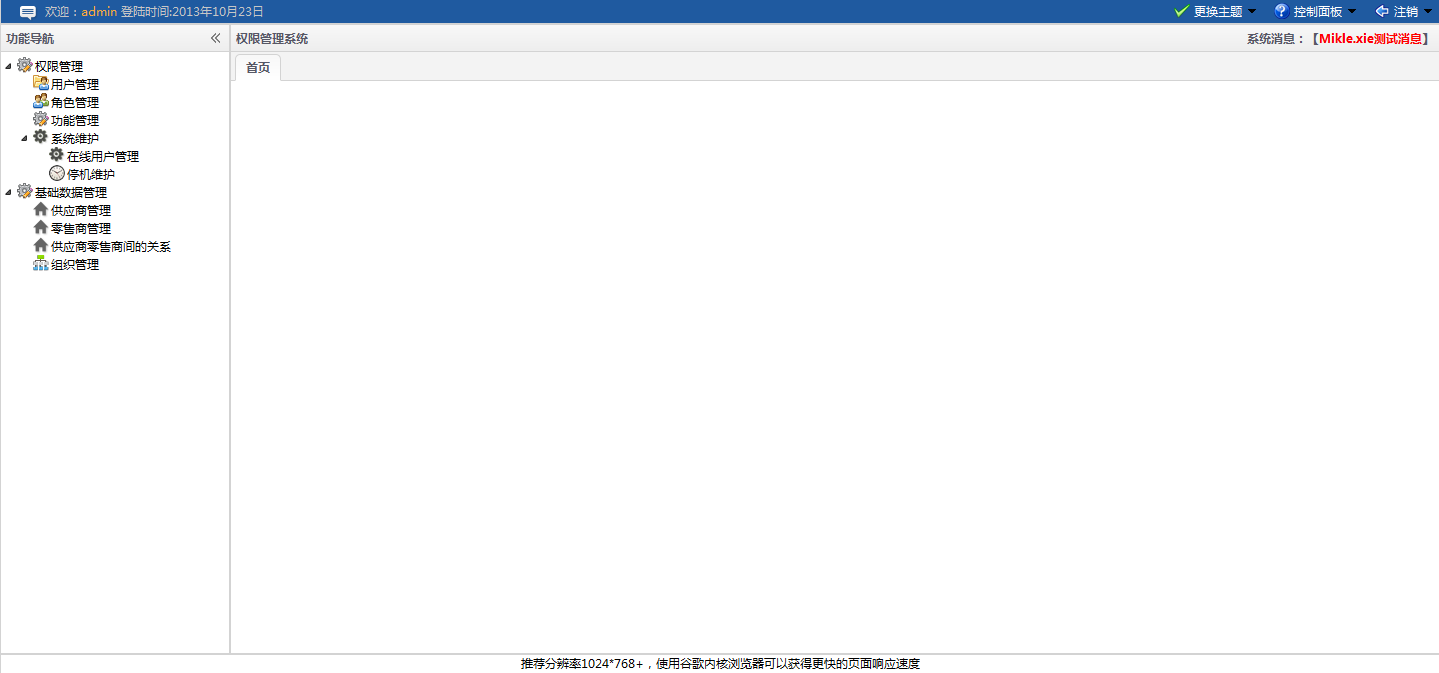 欢迎：admin 登陆时间:2013年10月23日 更换主题 控制面板 注销
功能导航 权限管理系统 系统消息：【Mikle.xie测试消息】
首页
权限管理
用户管理
角色管理
功能管理
系统维护
在线用户管理
停机维护
基础数据管理
供应商管理
零售商管理
供应商零售商间的关系
组织管理
推荐分辨率1024*768+，使用谷歌内核浏览器可以获得更快的页面响应速度